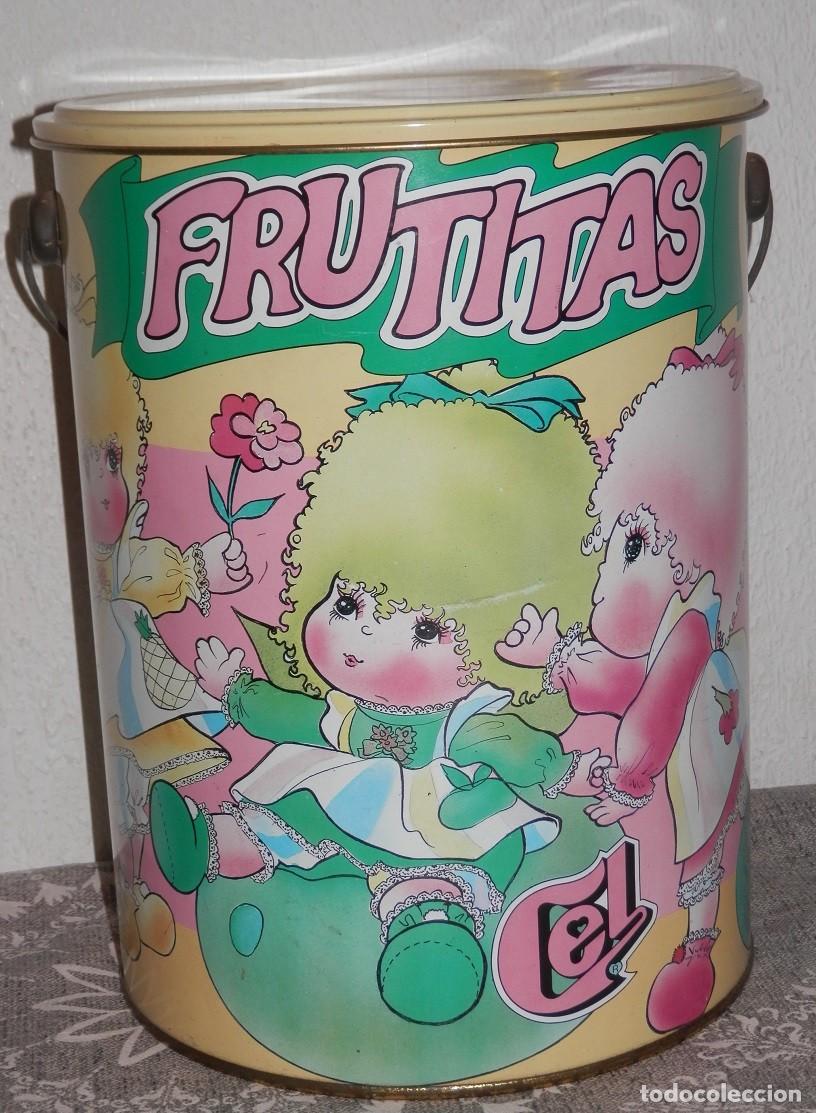 FRUTITAS
Cel
®
todocoleccion